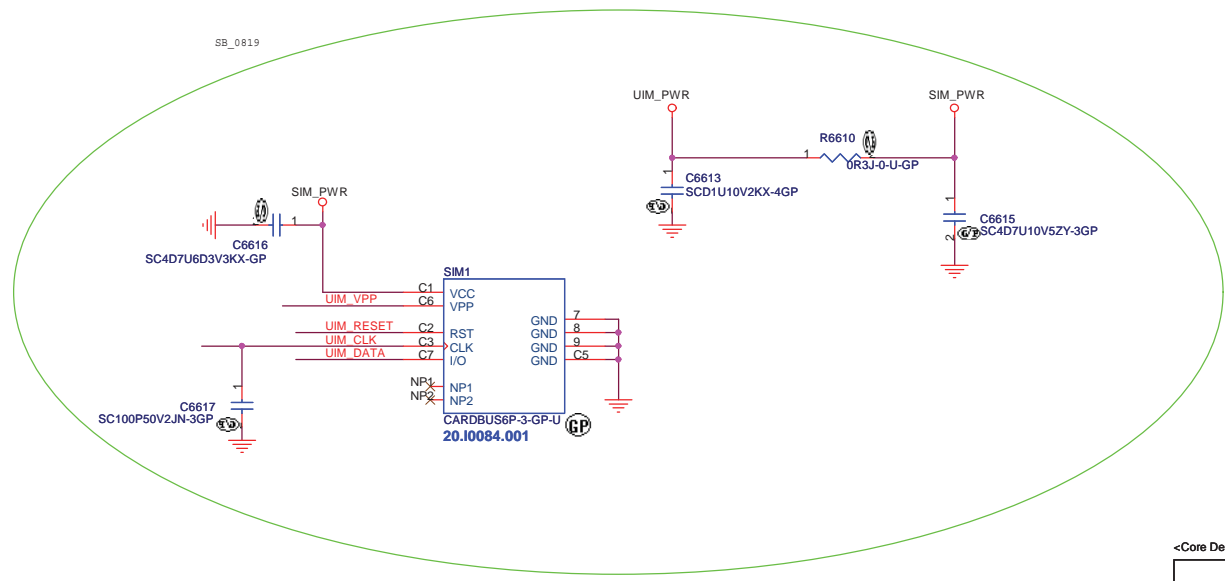 SB_0819
UIM_PWR
SIM_PWR
R6610
1
0R3J-0-U-GP
1
C6613
SCD1U10V2KX-4GP
1
C6615
SC4D7U10V5ZY-3GP
2
SIM_PWR
1
C6616
SC4D7U6D3V3KX-GP
SIM1
UIM_VPP
C1
VCC
C6
VPP
UIM_RESET
C2
RST
UIM_CLK
C3
CLK
UIM_DATA
C7
I/O
GND
7
GND
8
GND
9
GND
C5
NP1
NP1
NP2
NP2
1
C6617
SC100P50V2JN-3GP
CARDBUS6P-3-GP-U
GP
20.I0084.001
<Core De